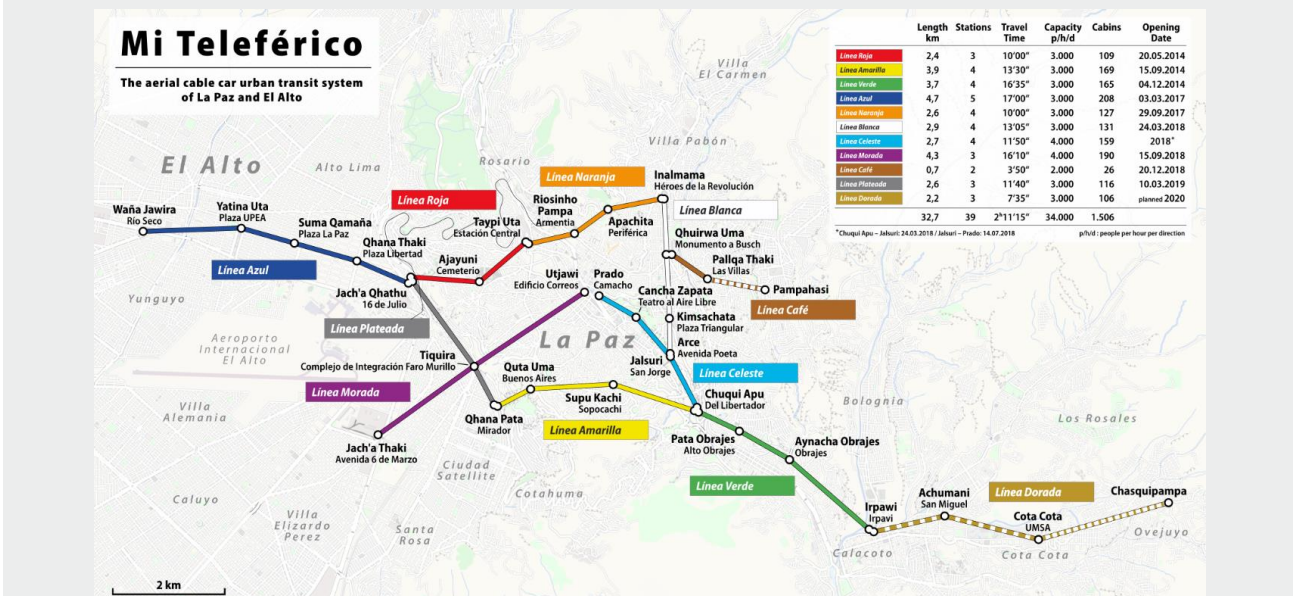 Mi Teleférico
The aerial cable car urban transit system
of La Paz and El Alto
Length Stations Travel Capacity Cabins Opening
km Time p/h/d Date
Línea Roja 2,4 3 10'00" 3.000 109 20.05.2014
Línea Amarilla 3,9 4 13'30" 3.000 169 15.09.2014
Línea Verde 3,7 4 16'35" 3.000 165 04.12.2014
Línea Azul 4,7 5 17'00" 3.000 208 03.03.2017
Línea Naranja 2,6 4 10'00" 3.000 127 29.09.2017
Línea Blanca 2,9 4 13'05" 3.000 131 24.03.2018
Línea Celeste 2,7 4 11'50" 4.000 159 2018*
Línea Morada 4,3 3 16'10" 4.000 190 15.09.2018
Línea Café 0,7 2 3'50" 2.000 26 20.12.2018
Línea Plateada 2,6 3 11'40" 3.000 116 10.03.2019
Línea Dorada 2,2 3 7'35" 3.000 106 planned 2020
32,7 39 2h11'15" 34.000 1.506
*Chuqui Apu – Jalsuri: 24.03.2018 / Jalsuri – Prado: 14.07.2018 p/h/d : people per hour per direction
Villa
El Carmen
Villa Pabón
El Alto
Alto Lima
Rosario
Línea Naranja
Inalmama
Héroes de la Revolución
Línea Roja
Riosinho
Pampa
Armentia
Línea Blanca
Waña Jawira
Río Seco
Yatina Uta
Plaza UPEA
Suma Qamaña
Plaza La Paz
Taypi Uta
Estación Central
Apachita
Periférica
Qhana Thaki
Plaza Libertad
Qhuirwa Uma
Monumento a Busch
Línea Azul
Ajayuni
Cementerio
Pallqa Thaki
Las Villas
Utjawi
Edificio Correos
Prado
Camacho
Cancha Zapata
Teatro al Aire Libre
Pampahasi
Jach'a Qhathu
16 de Julio
Línea Café
Yunguyo
Línea Plateada
Kimsachata
Plaza Triangular
Aeroporto
Internacional
El Alto
La Paz
Arce
Avenida Poeta
Tiquira
Complejo de Integración Faro Murillo
Quta Uma
Buenos Aires
Jalsuri
San Jorge
Línea Celeste
Línea Morada
Supu Kachi
Sopocachi
Chuqui Apu
Del Libertador
Bolognia
Villa
Alemania
Qhana Pata
Mirador
Línea Amarilla
Los Rosales
Jach'a Thaki
Avenida 6 de Marzo
Pata Obrajes
Alto Obrajes
Aynacha Obrajes
Obrajes
Ciudad
Satellite
Línea Verde
Cotahuma
Caluyo
Achumani
San Miguel
Línea Dorada
Chasquipampa
Villa
Elizardo
Perez
Irpawi
Irpavi
Cota Cota
UMSA
Santa
Rosa
Ovejuyo
Calacoto
Cota Cota
2 km